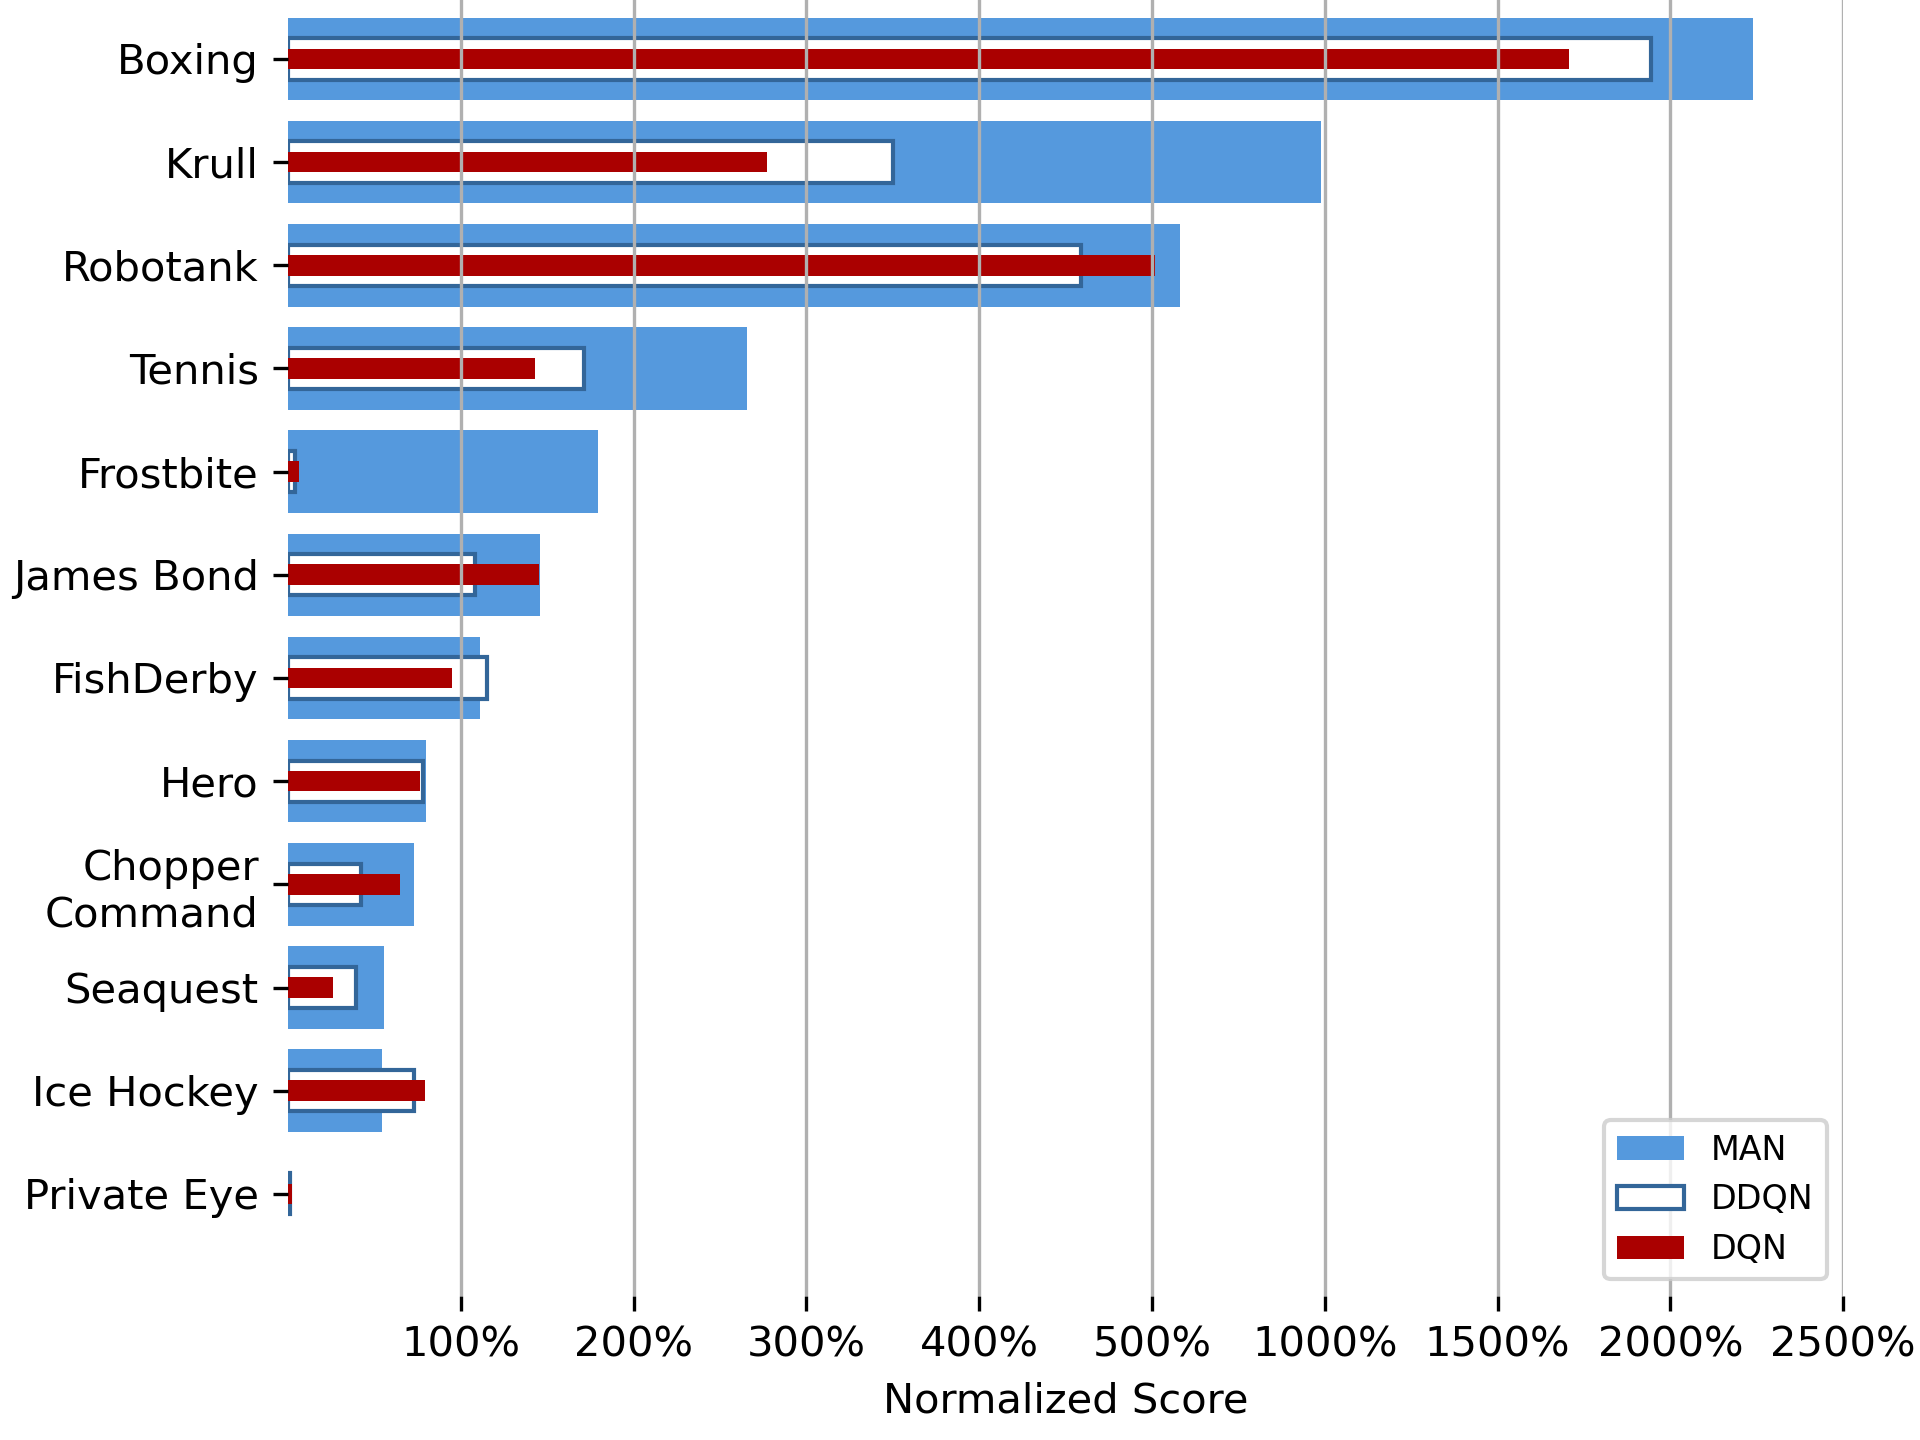 Boxing
Krull
Robotank
Tennis
Frostbite
James Bond
FishDerby
Hero
Chopper
Command
Seaquest
Ice Hockey
Private Eye
MAN
DDQN
DQN
100% 200% 300% 400% 500% 1000% 1500% 2000% 2500%
Normalized Score